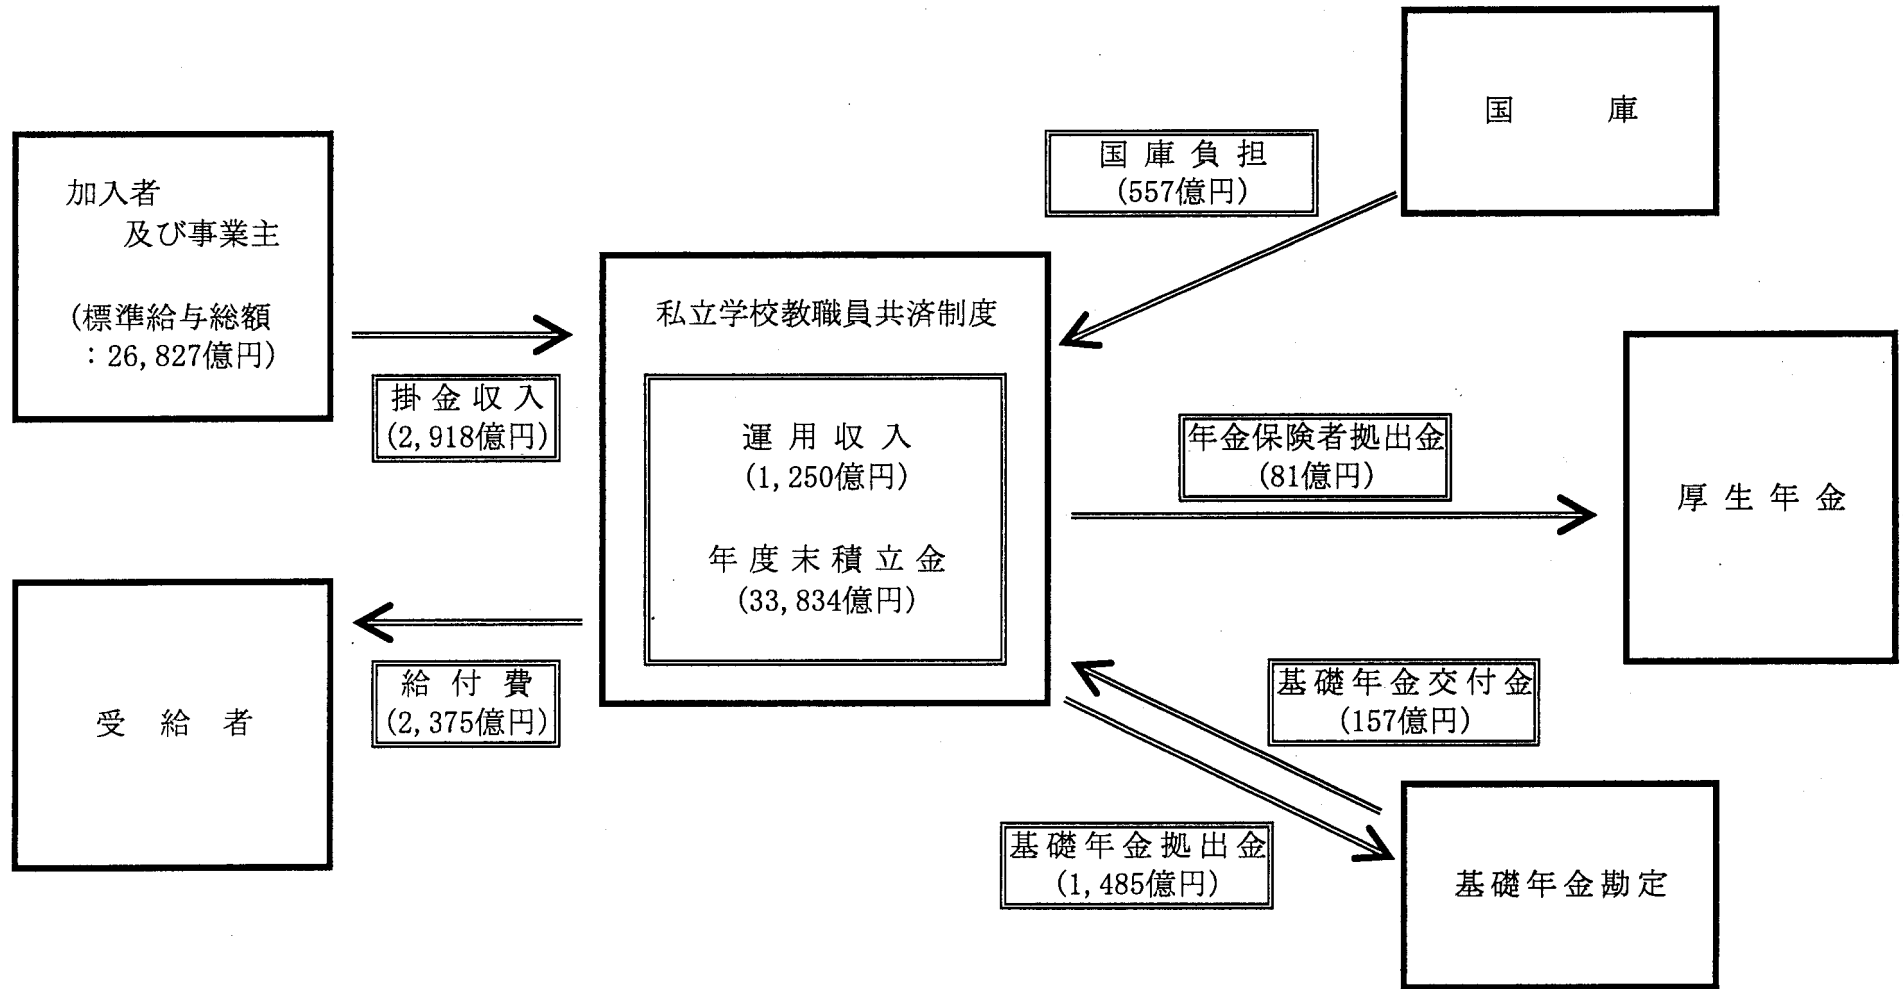 国 庫
国庫負担
(557億円)
加入者
及び事業主
(標準給与総額
:26,827億円)
掛金収入
(2,918億円)
私立学校教職員共済制度
運用収入
(1,250億円)
年度末積立金
(33,834億円)
年金保険者拠出金
(81億円)
厚生年金
受給者
給付費
(2,375億円)
基礎年金交付金
(157億円)
基礎年金拠出金
(1,485億円)
基礎年金勘定